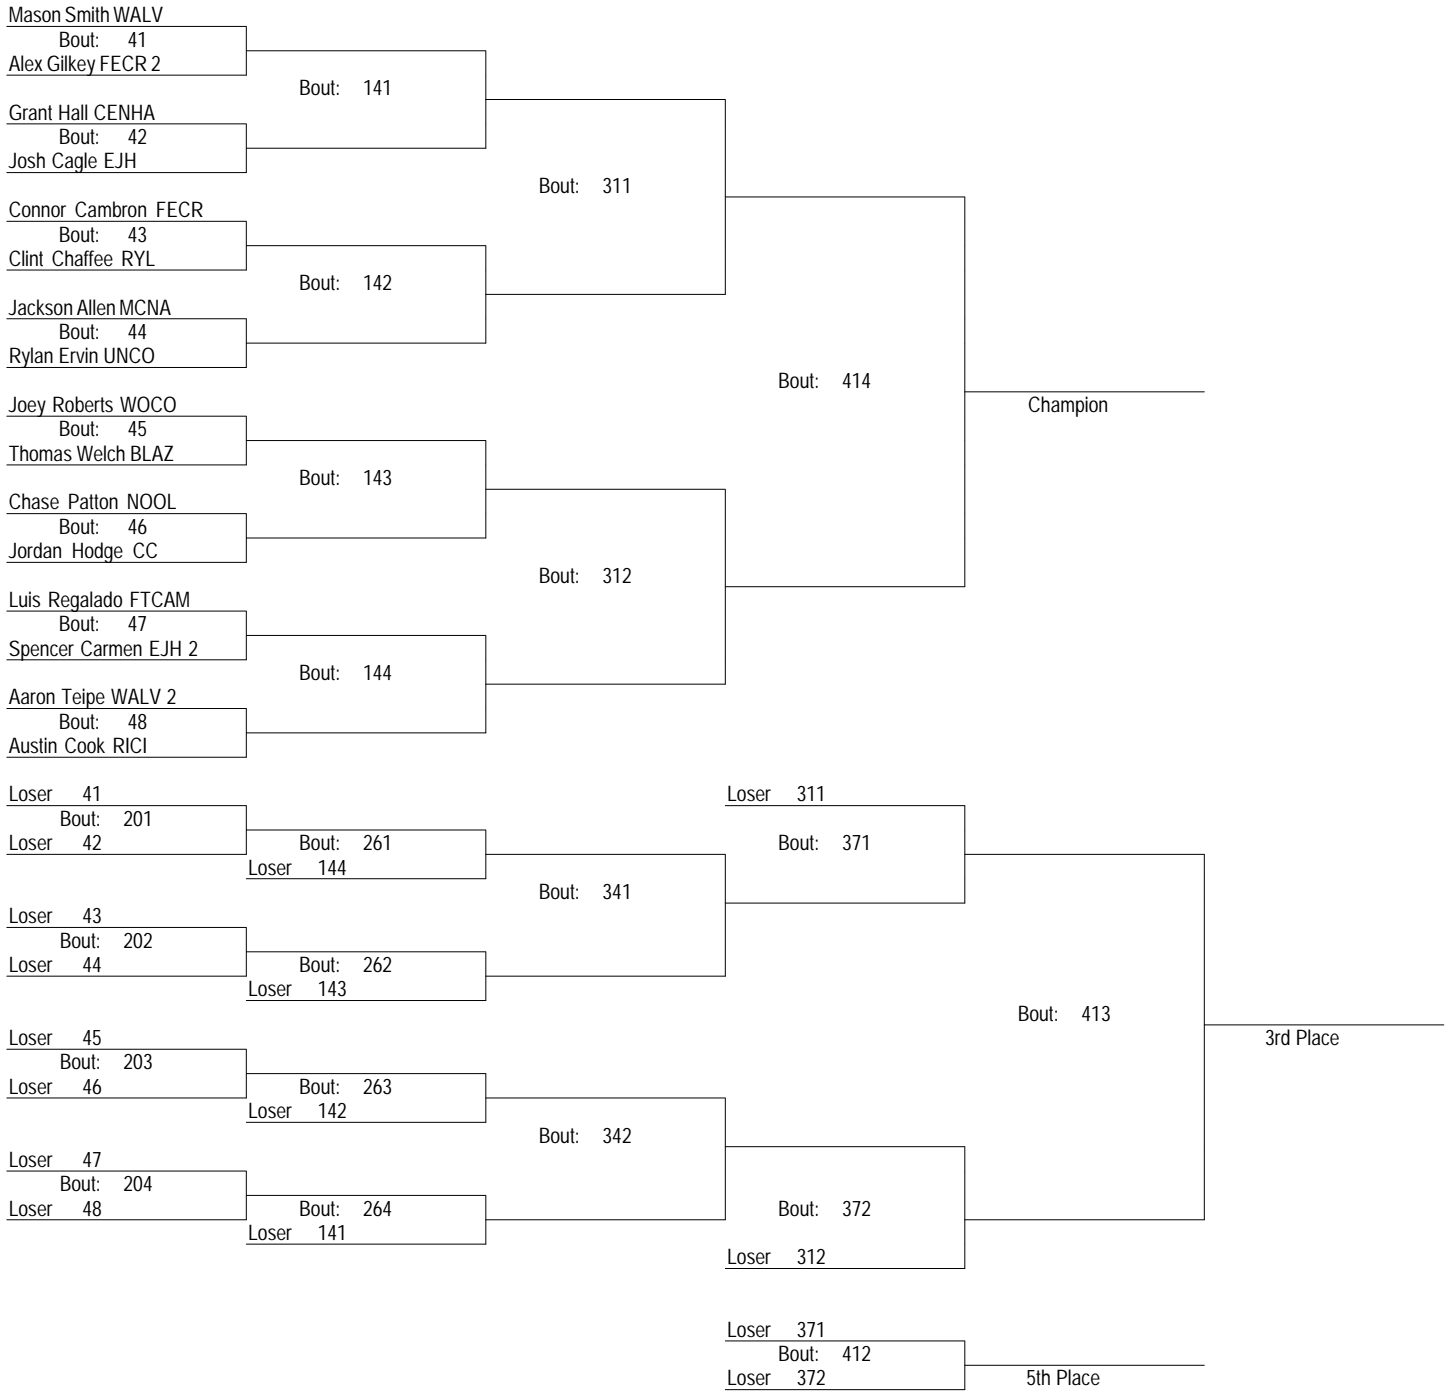 Mason Smith WALV
Bout: 41
Alex Gilkey FECR 2
Bout: 141
Grant Hall CENHA
Bout: 42
Josh Cagle EJH
Bout: 311
Connor Cambron FECR
Bout: 43
Clint Chaffee RYL
Bout: 142
Jackson Allen MCNA
Bout: 44
Rylan Ervin UNCO
Bout: 414
Champion
Joey Roberts WOCO
Bout: 45
Thomas Welch BLAZ
Bout: 143
Chase Patton NOOL
Bout: 46
Jordan Hodge CC
Bout: 312
Luis Regalado FTCAM
Bout: 47
Spencer Carmen EJH 2
Bout: 144
Aaron Teipe WALV 2
Bout: 48
Austin Cook RICI
Loser 41
Bout: 201
Loser 42
Bout: 261
Loser 144
Loser 311
Bout: 371
Bout: 341
Loser 43
Bout: 202
Loser 44
Bout: 262
Loser 143
Bout: 413
3rd Place
Loser 45
Bout: 203
Loser 46
Bout: 263
Loser 142
Bout: 342
Loser 47
Bout: 204
Loser 48
Bout: 264
Loser 141
Bout: 372
Loser 312
Loser 371
Bout: 412
Loser 372
5th Place